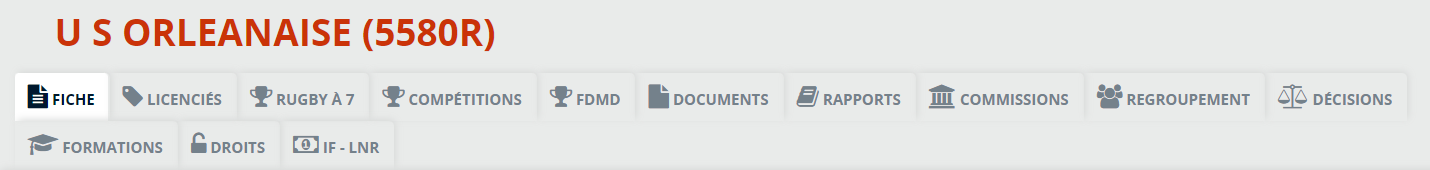 U S ORLEANAISE (5580R)
FICHE LICENCIÉS RUGBY À 7 COMPÉTITIONS FDMD DOCUMENTS RAPPORTS COMMISSIONS REGROUPEMENT DÉCISIONS
FORMATIONS DROITS IF - LNR